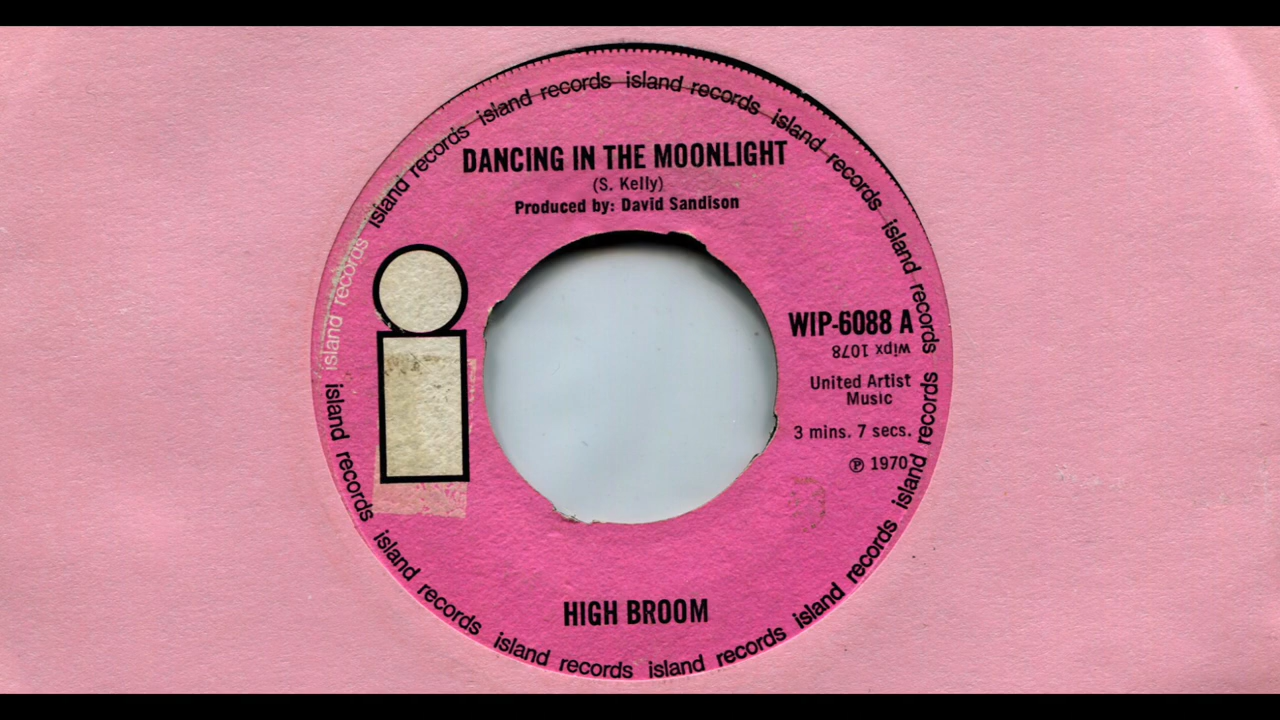 DANCING IN THE MOONLIGHT
(S. Kelly)
Produced by: David Sandison
i
WIP-6088 A
wipx 1078
United Artist
Music
3 mins. 7 secs.
℗ 1970
HIGH BROOM
island records island records island records island records island records island records island records island records island records island records island records island records